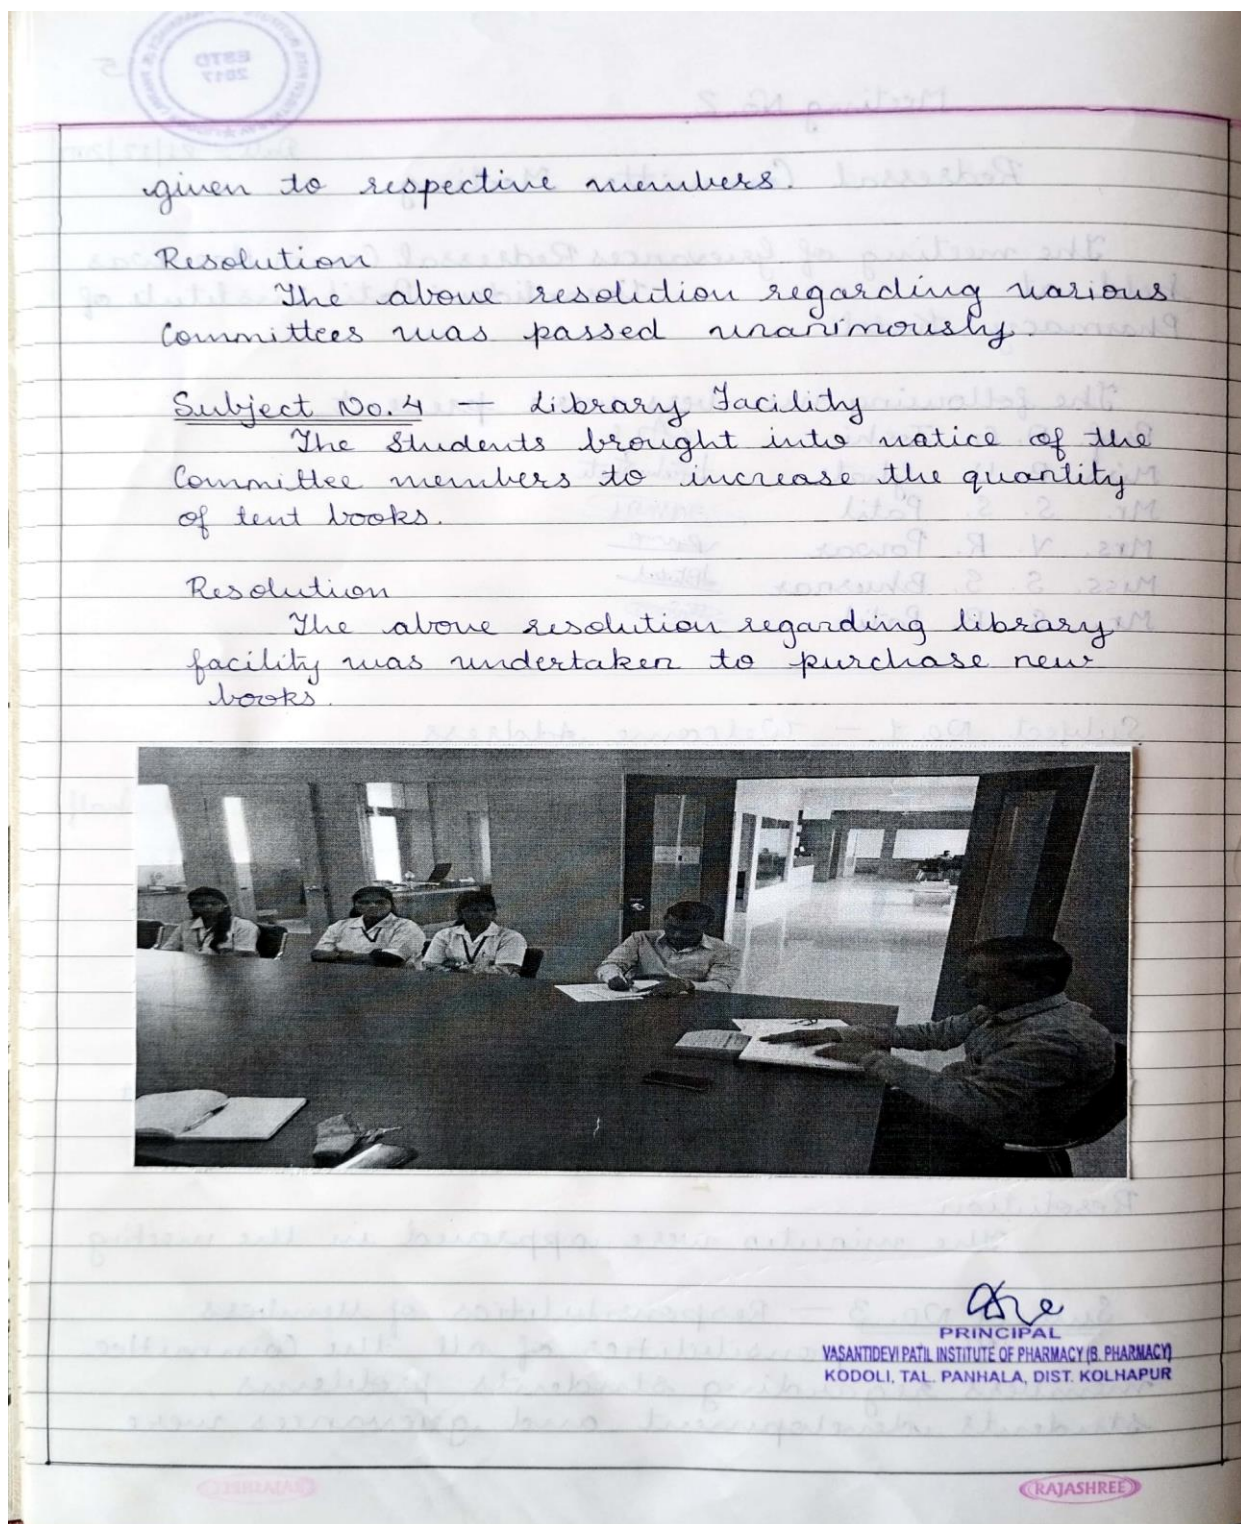 given to respective members.
Resolution
The above resolution regarding various
Committees was passed unanimously.
Subject No. 4 — Library Facility
The Students brought into notice of the
Committee members to increase the quantity
of tent books.
Resolution
The above resolution regarding library
facility was undertaken to purchase new
books.
PRINCIPAL
VASANTIDEVI PATIL INSTITUTE OF PHARMACY (B. PHARMACY)
KODOLI, TAL. PANHALA, DIST. KOLHAPUR
RAJASHREE